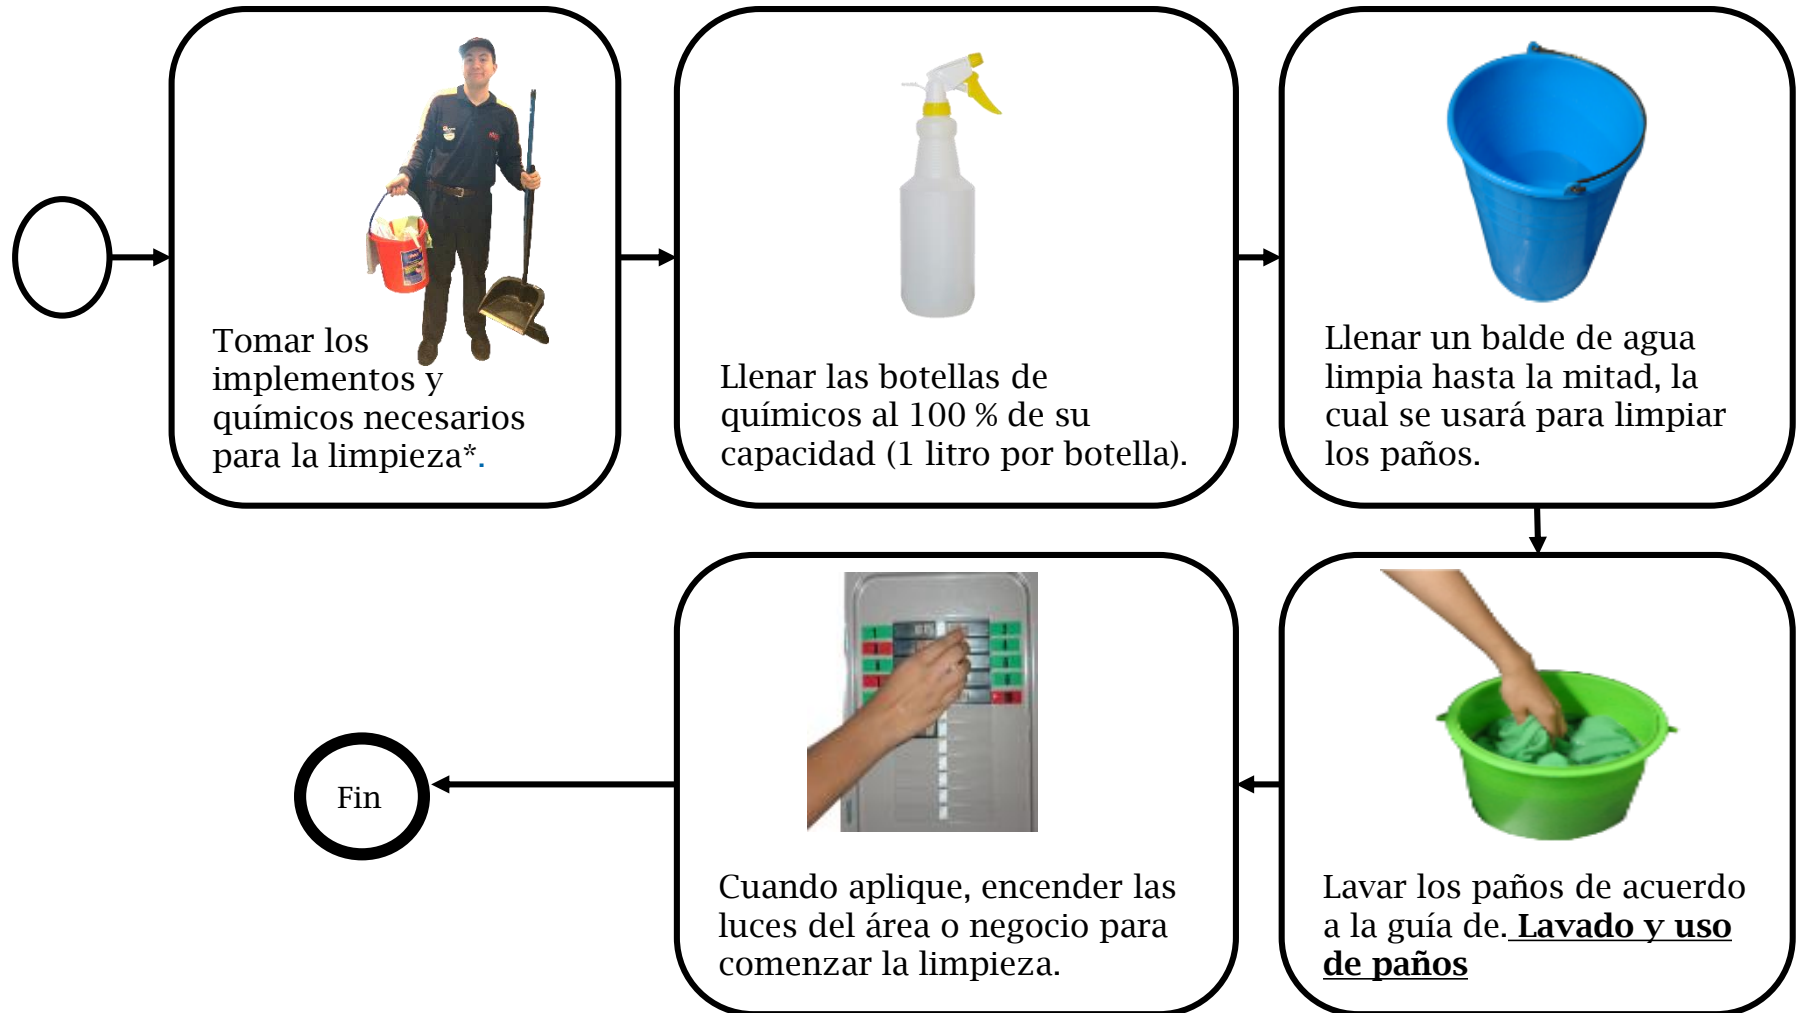 Tomar los
implementos y
químicos necesarios
para la limpieza*.
Llenar las botellas de
químicos al 100 % de su
capacidad (1 litro por botella).
Llenar un balde de agua
limpia hasta la mitad, la
cual se usará para limpiar
los paños.
Lavar los paños de acuerdo
a la guía de. Lavado y uso
de paños
Cuando aplique, encender las
luces del área o negocio para
comenzar la limpieza.
Fin